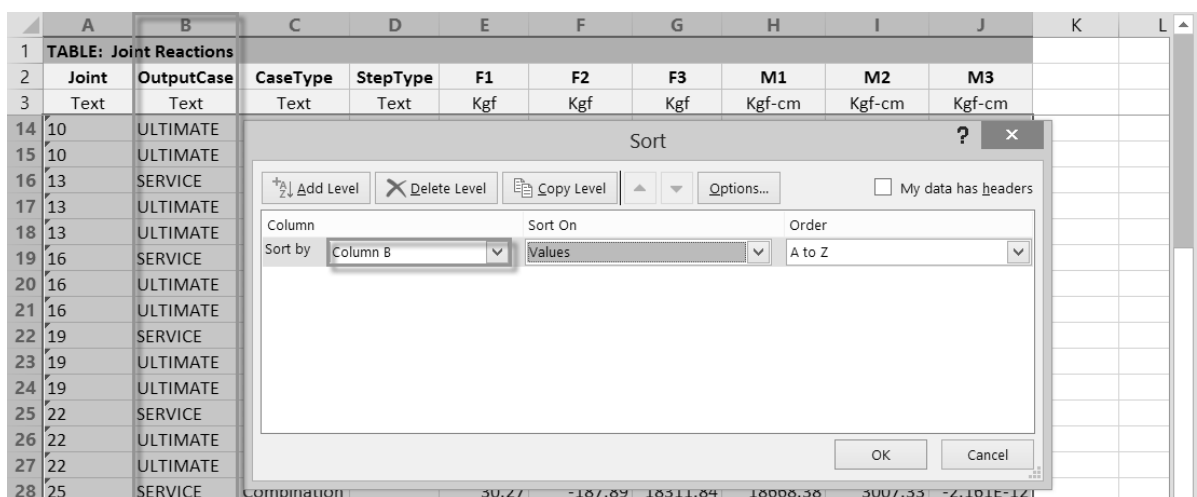 A B C D E F G H I J K L
1 TABLE: Joint Reactions
2 Joint OutputCase CaseType StepType F1 F2 F3 M1 M2 M3
3 Text Text Text Text Kgf Kgf Kgf Kgf-cm Kgf-cm Kgf-cm
14 10 ULTIMATE
15 10 ULTIMATE
16 13 SERVICE
17 13 ULTIMATE
18 13 ULTIMATE
19 16 SERVICE
20 16 ULTIMATE
21 16 ULTIMATE
22 19 SERVICE
23 19 ULTIMATE
24 19 ULTIMATE
25 22 SERVICE
26 22 ULTIMATE
27 22 ULTIMATE
28 25 SERVICE Combination 30.27 -187.89 18311.84 18668.38 3007.33 -2.161E-12
Sort ? ×
Add Level Delete Level Copy Level Options... My data has headers
Column Sort On Order
Sort by Column B Values A to Z
OK Cancel